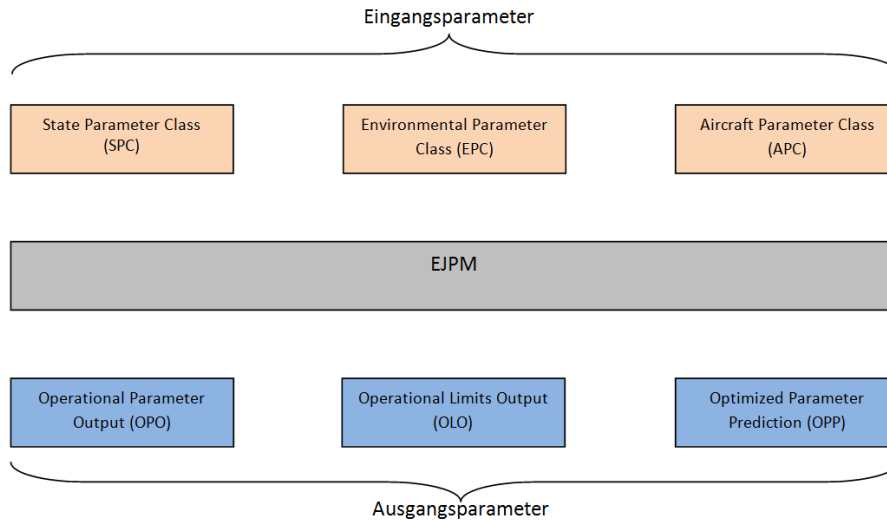 Eingangsparameter
State Parameter Class
(SPC)
Environmental Parameter
Class (EPC)
Aircraft Parameter Class
(APC)
EJPM
Operational Parameter
Output (OPO)
Operational Limits Output
(OLO)
Optimized Parameter
Prediction (OPP)
Ausgangsparameter